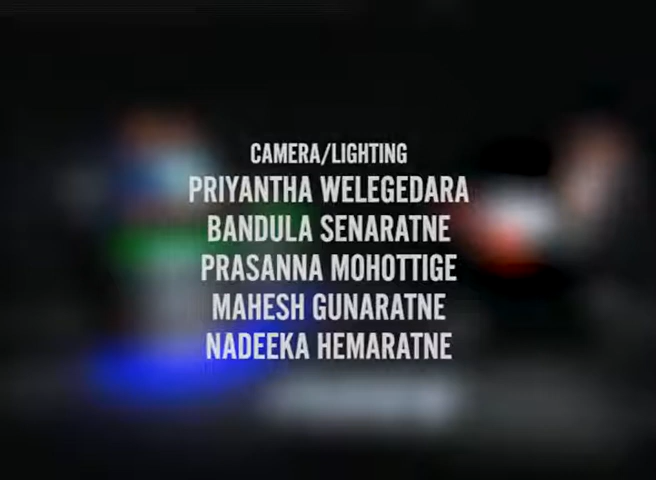 CAMERA/LIGHTING
PRIYANTHA WELEGEDARA
BANDULA SENARATNE
PRASANNA MOHOTTIGE
MAHESH GUNARATNE
NADEEKA HEMARATNE